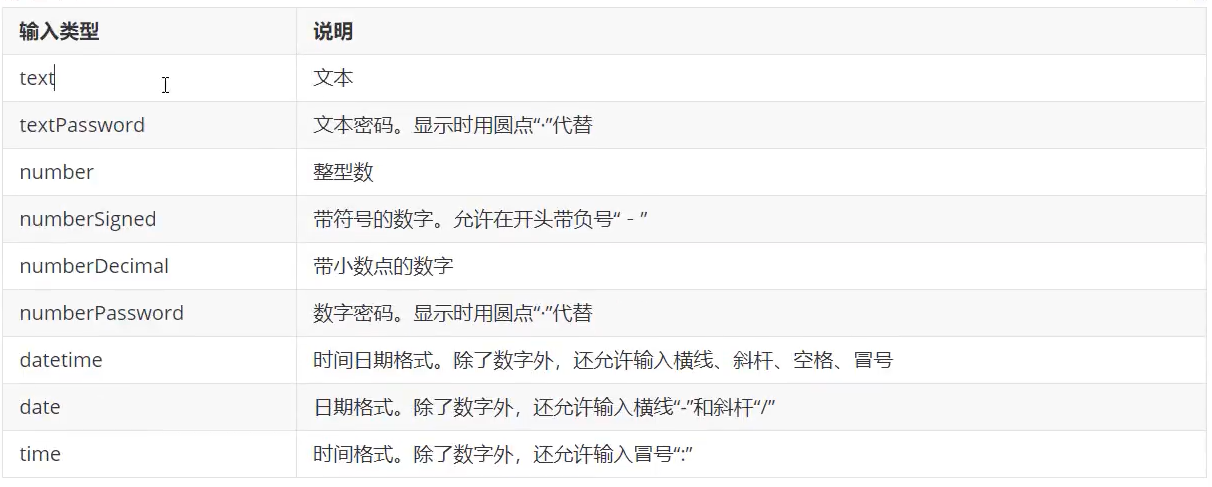 输入类型 说明
text 文本
textPassword 文本密码。显示时用圆点“·”代替
number 整型数
numberSigned 带符号的数字。允许在开头带负号“ - ”
numberDecimal 带小数点的数字
numberPassword 数字密码。显示时用圆点“·”代替
datetime 时间日期格式。除了数字外，还允许输入横线、斜杆、空格、冒号
date 日期格式。除了数字外，还允许输入横线“-”和斜杆“/”
time 时间格式。除了数字外，还允许输入冒号“:”